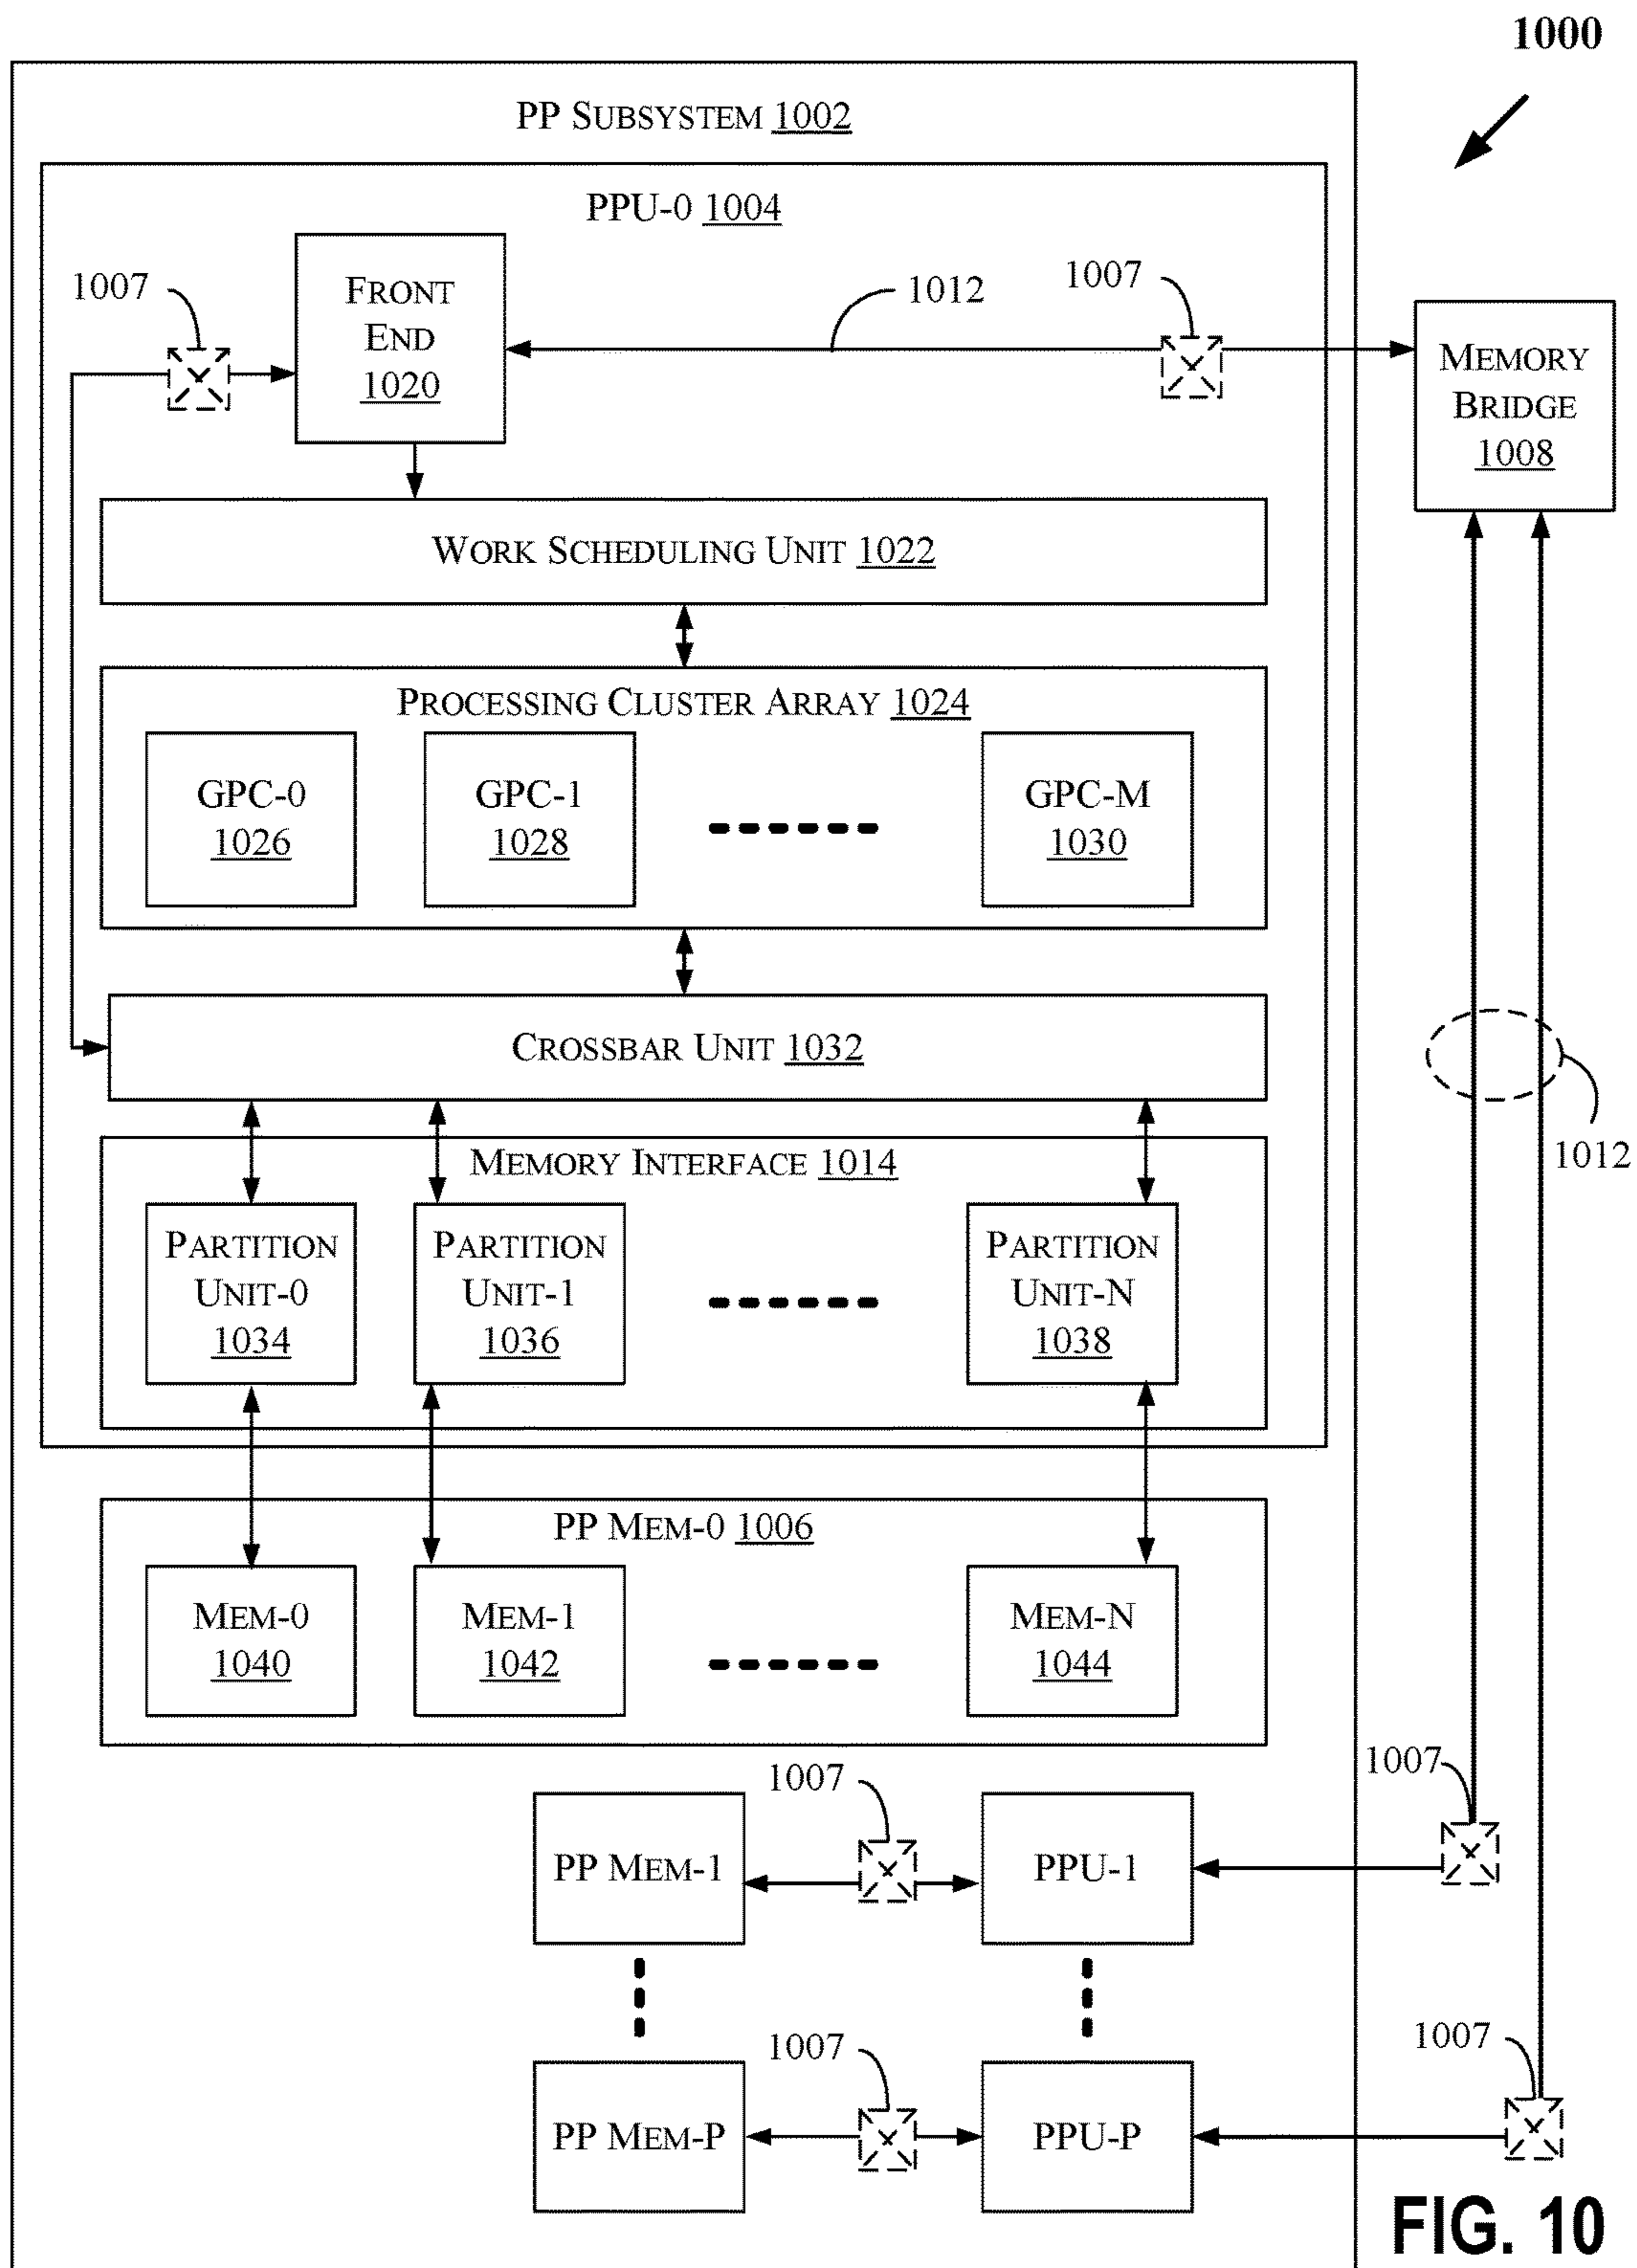 1000
PP SUBSYSTEM 1002
PPU-0 1004
1007
FRONT
END
1020
1012
1007
MEMORY
BRIDGE
1008
WORK SCHEDULING UNIT 1022
PROCESSING CLUSTER ARRAY 1024
GPC-0
1026
GPC-1
1028
GPC-M
1030
CROSSBAR UNIT 1032
1012
MEMORY INTERFACE 1014
PARTITION
UNIT-0
1034
PARTITION
UNIT-1
1036
PARTITION
UNIT-N
1038
PP MEM-0 1006
MEM-0
1040
MEM-1
1042
MEM-N
1044
1007
1007
PP MEM-1
PPU-1
1007
1007
PP MEM-P
PPU-P
FIG. 10